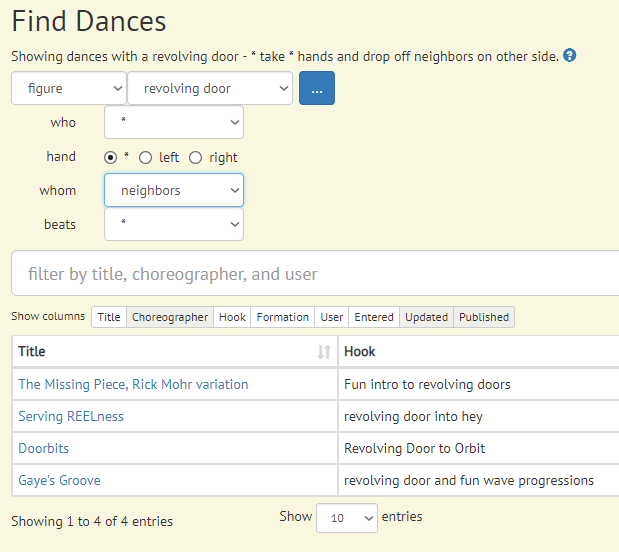 Find Dances
Showing dances with a revolving door - * take * hands and drop off neighbors on other side. ?
figure revolving door ...
who *
hand * left right
whom neighbors
beats *
filter by title, choreographer, and user
Show columns Title Choreographer Hook Formation User Entered Updated Published
Title Hook
The Missing Piece, Rick Mohr variation Fun intro to revolving doors
Serving REELness revolving door into hey
Doorbits Revolving Door to Orbit
Gaye's Groove revolving door and fun wave progressions
Showing 1 to 4 of 4 entries Show 10 entries